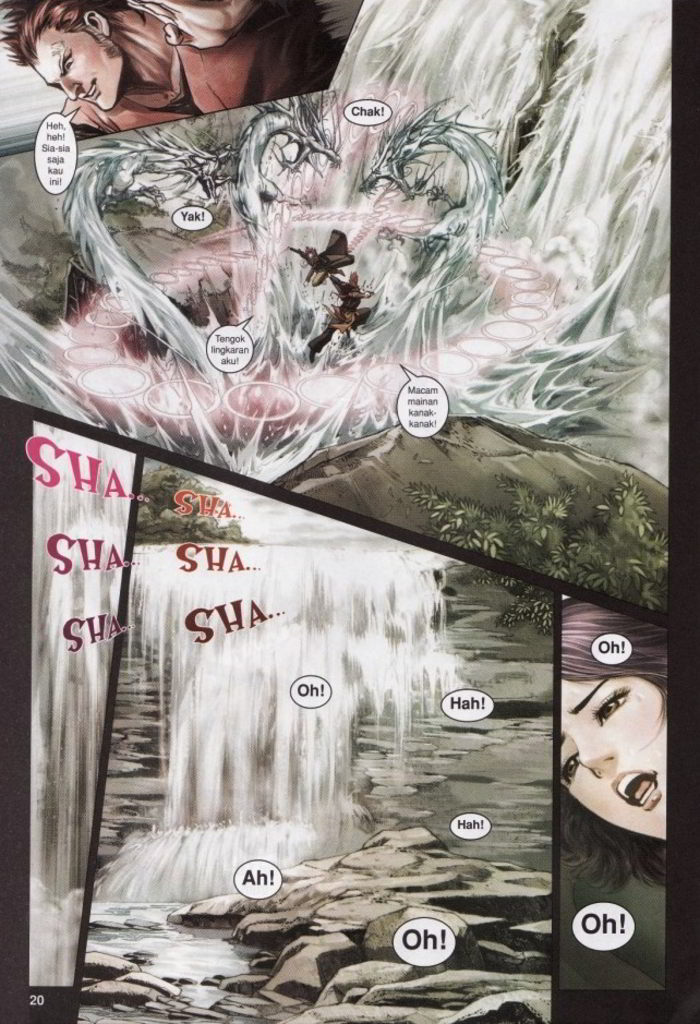 Heh,
heh!
Sia-sia
saja
kau
ini!
Chak!
Yak!
Tengok
lingkaran
aku!
Macam
mainan
kanak-
kanak!
SHA...
SHA...
SHA...
SHA...
SHA...
SHA...
Oh!
Hah!
Hah!
Ah!
Oh!
Oh!
Oh!
20